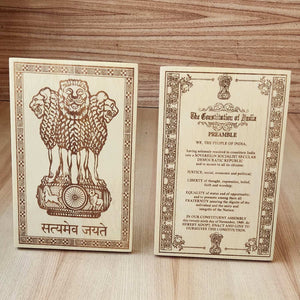 सत्यमेव जयते
The Constitution of India
PREAMBLE
WE, THE PEOPLE OF INDIA,
having solemnly resolved to constitute India
into a SOVEREIGN SOCIALIST SECULAR
DEMOCRATIC REPUBLIC
and to secure to all its citizens
JUSTICE, social, economic and political;
LIBERTY of thought, expression, belief,
faith and worship;
EQUALITY of status and of opportunity;
and to promote among them all
FRATERNITY assuring the dignity of the
individual and the unity and
integrity of the Nation;
IN OUR CONSTITUENT ASSEMBLY
this twenty-sixth day of November, 1949, do
HEREBY ADOPT, ENACT AND GIVE TO
OURSELVES THIS CONSTITUTION.